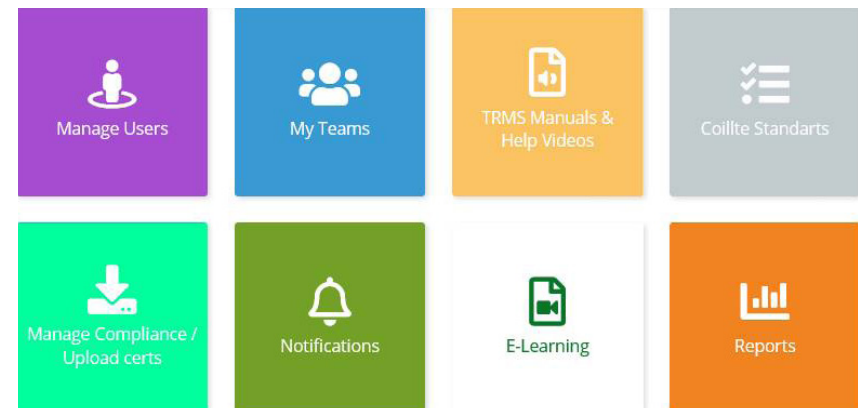 Manage Users
My Teams
TRMS Manuals &
Help Videos
Coillte Standarts
Manage Compliance /
Upload certs
Notifications
E-Learning
Reports